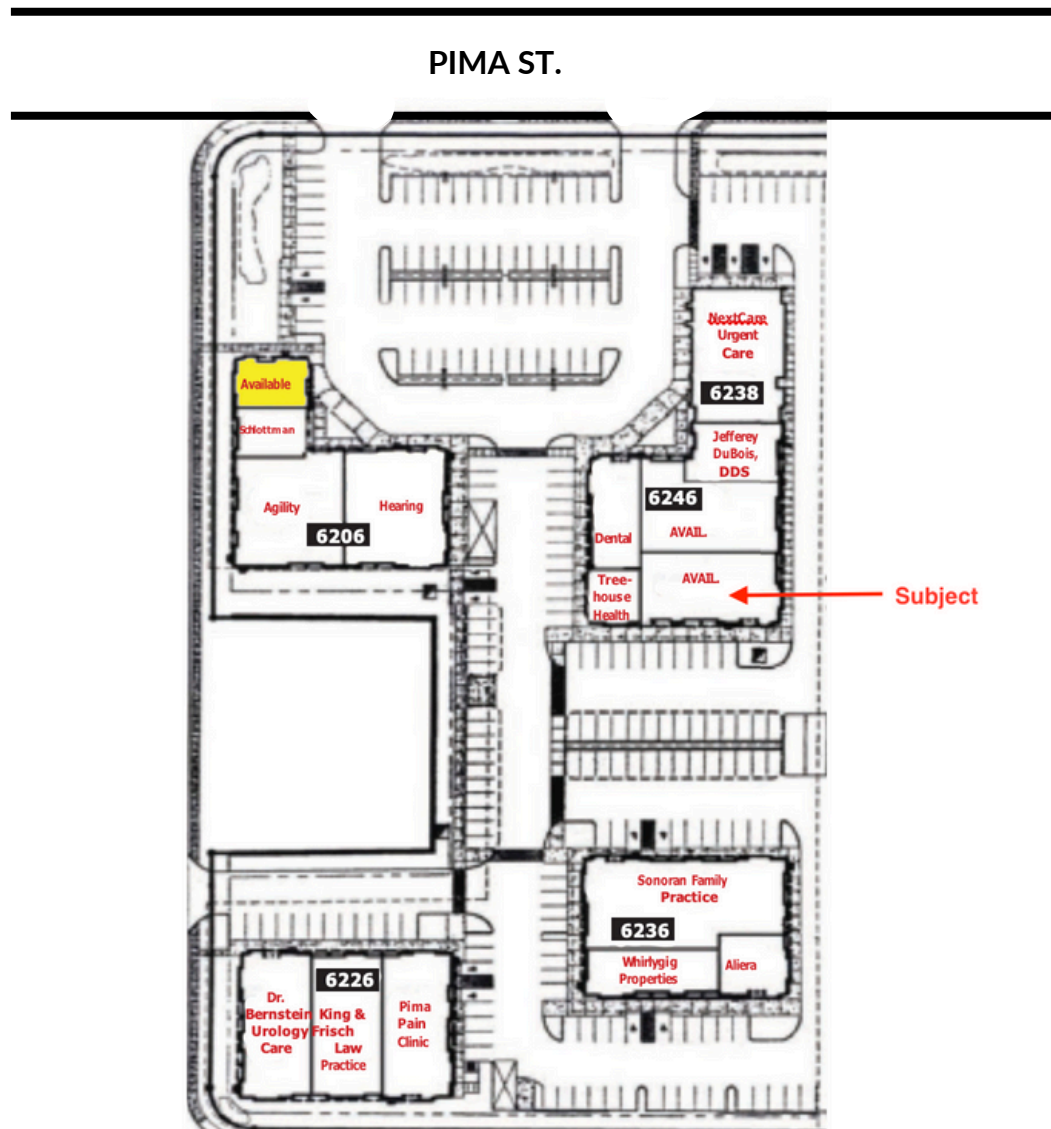 PIMA ST.
NextCare
Urgent
Care
6238
Available
Schlottman
Jefferey
DuBois,
DDS
Agility
Hearing
6206
6246
Dental
AVAIL.
Tree-
house
Health
AVAIL.
Subject
Sonoran Family
Practice
6236
Whirlygig
Properties
Aliera
6226
Dr.
Bernstein
Urology
Care
King &
Frisch
Law
Practice
Pima
Pain
Clinic